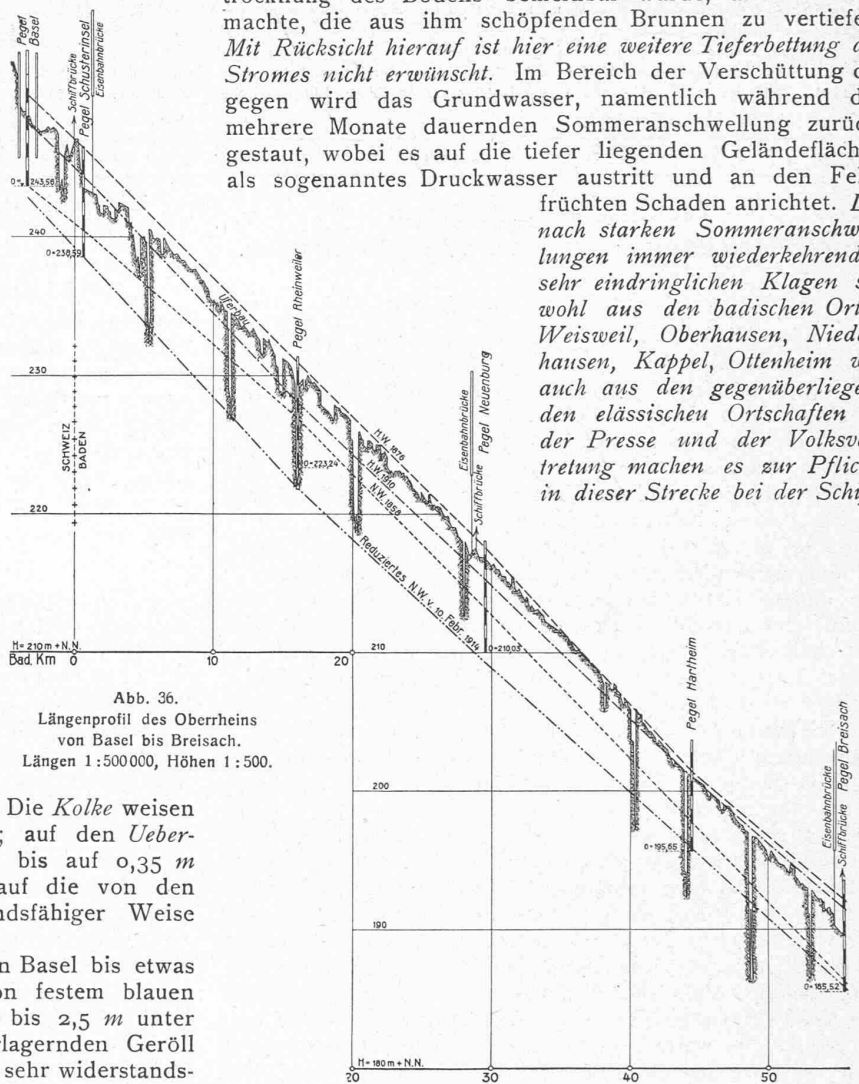 machte, die aus ihm schöpfenden Brunnen zu vertiefe
Mit Rücksicht hierauf ist hier eine weitere Tieferbettung
Stromes nicht erwünscht. Im Bereich der Verschüttung
gegen wird das Grundwasser, namentlich während
mehrere Monate dauernden Sommeranschwellung zurüc
gestaut, wobei es auf die tiefer liegenden Geländefläch
als sogenanntes Druckwasser austritt und an den Fel
früchten Schaden anrichtet.
nach starken Sommeranschwe
lungen immer wiederkehrend
sehr eindringlichen Klagen s
wohl aus den badischen Ort
Weisweil, Oberhausen, Niede
hausen, Kappel, Ottenheim
auch aus den gegenüberliege
den elässischeu Ortschaften
der Presse und der Volksve
tretung machen es zur Pflic
in dieser Strecke bei der Schi
Pegel Basel
Schiffbrücke
Pegel Schusterinsel
Eisenbahnbrücke
0= 243,58
240
0=238,59
Uferbau
Pegel Rheinweiler
230
SCHWEIZ
BADEN
0=223,24
H.W. 1876
M.W. 1910
N.W. 1858
Eisenbahnbrücke
Schiffbrücke Pegel Neuenburg
220
Reduziertes N.W. v. 10. Febr. 1914
H=210m+N.N.
210
0=210,03
Bad. Km
0
10
20
Abb. 36.
Längenprofil des Oberrheins
von Basel bis Breisach.
Längen 1:500000, Höhen 1:500.
Pegel Hartheim
200
0=195,65
Eisenbahnbrücke
Schiffbrücke Pegel Breisach
190
0=185,52
H=180m+N.N.
20
30
40
50
Die Kolke weisen
; auf den Ueber-
bis auf 0,35 m
auf die von den
ndsfähiger Weise
n Basel bis etwas
on festem blauen
bis 2,5 m unter
rlagernden Geröll
sehr widerstands-